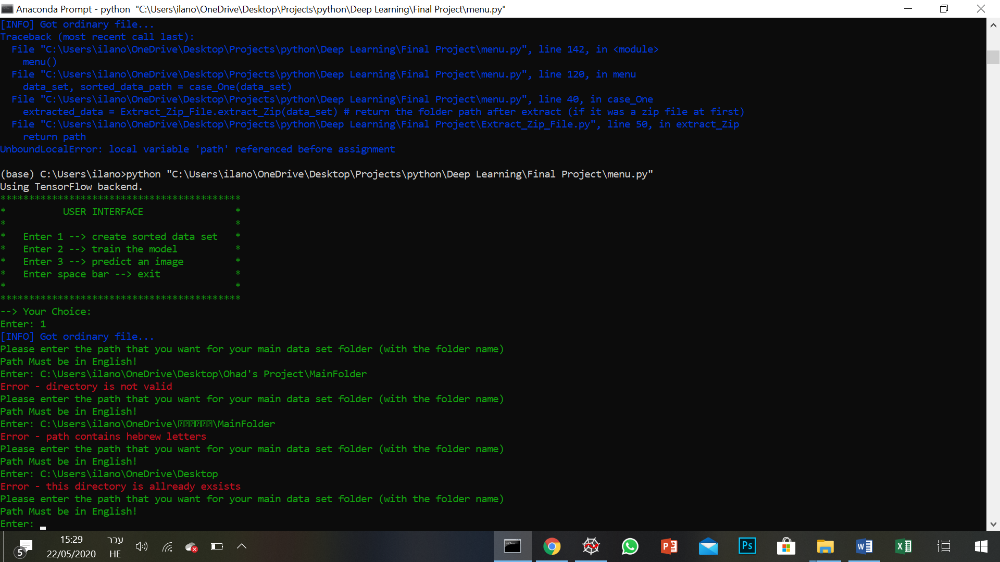 Anaconda Prompt - python  "C:\Users\ilano\OneDrive\Desktop\Projects\python\Deep Learning\Final Project\menu.py"
[INFO] Got ordinary file...
Traceback (most recent call last):
  File "C:\Users\ilano\OneDrive\Desktop\Projects\python\Deep Learning\Final Project\menu.py", line 142, in <module>
    menu()
  File "C:\Users\ilano\OneDrive\Desktop\Projects\python\Deep Learning\Final Project\menu.py", line 120, in menu
    data_set, sorted_data_path = case_One(data_set)
  File "C:\Users\ilano\OneDrive\Desktop\Projects\python\Deep Learning\Final Project\menu.py", line 40, in case_One
    extracted_data = Extract_Zip_File.extract_Zip(data_set) # return the folder path after extract (if it was a zip file at first)
  File "C:\Users\ilano\OneDrive\Desktop\Projects\python\Deep Learning\Final Project\Extract_Zip_File.py", line 50, in extract_Zip
    return path
UnboundLocalError: local variable 'path' referenced before assignment
(base) C:\Users\ilano>python "C:\Users\ilano\OneDrive\Desktop\Projects\python\Deep Learning\Final Project\menu.py"
Using TensorFlow backend.
******************************************
*          USER INTERFACE                *
*                                        *
*   Enter 1 --> create sorted data set   *
*   Enter 2 --> train the model          *
*   Enter 3 --> predict an image         *
*   Enter space bar --> exit             *
*                                        *
******************************************
--> Your Choice:
Enter: 1
[INFO] Got ordinary file...
Please enter the path that you want for your main data set folder (with the folder name)
Path Must be in English!
Enter: C:\Users\ilano\OneDrive\Desktop\Ohad's Project\MainFolder
Error - directory is not valid
Please enter the path that you want for your main data set folder (with the folder name)
Path Must be in English!
Enter: C:\Users\ilano\OneDrive\⍰⍰⍰⍰⍰⍰\MainFolder
Error - path contains hebrew letters
Please enter the path that you want for your main data set folder (with the folder name)
Path Must be in English!
Enter: C:\Users\ilano\OneDrive\Desktop
Error - this directory is allready exsists
Please enter the path that you want for your main data set folder (with the folder name)
Path Must be in English!
Enter:
5
15:29
22/05/2020
עבר
HE
C:\
P
Ps
W
X